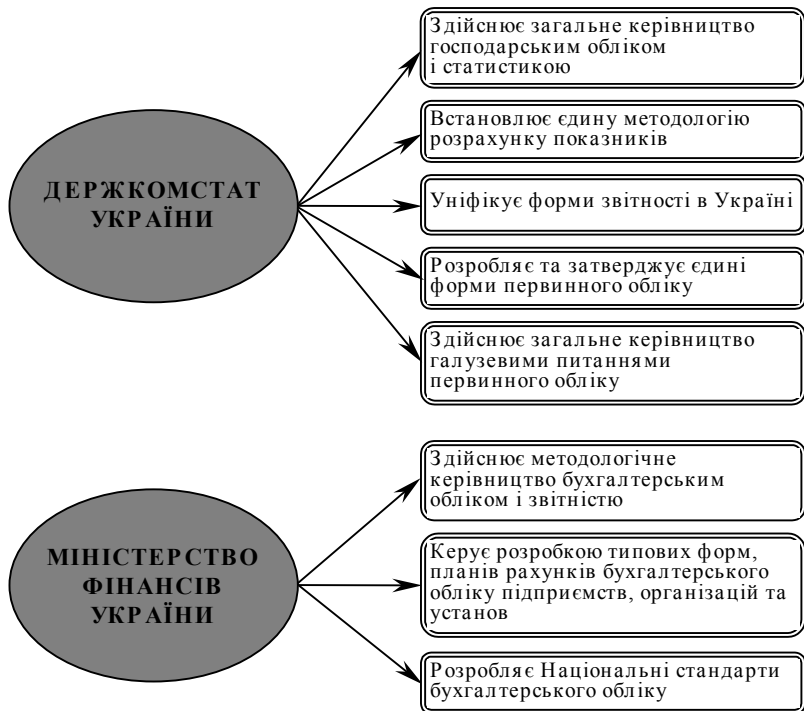 Здійснює загальне керівництво
господарським обліком
і статистикою
Встановлює єдину методологію
розрахунку показників
ДЕРЖКОМСТАТ
УКРАЇНИ
Уніфікує форми звітності в Україні
Розробляє та затверджує єдині
форми первинного обліку
Здійснює загальне керівництво
галузевими питаннями
первинного обліку
Здійснює методологічне
керівництво бухгалтерським
обліком і звітністю
МІНІСТЕРСТВО
ФІНАНСІВ
УКРАЇНИ
Керує розробкою типових форм,
планів рахунків бухгалтерського
обліку підприємств, організацій та
установ
Розробляє Національні стандарти
бухгалтерського обліку